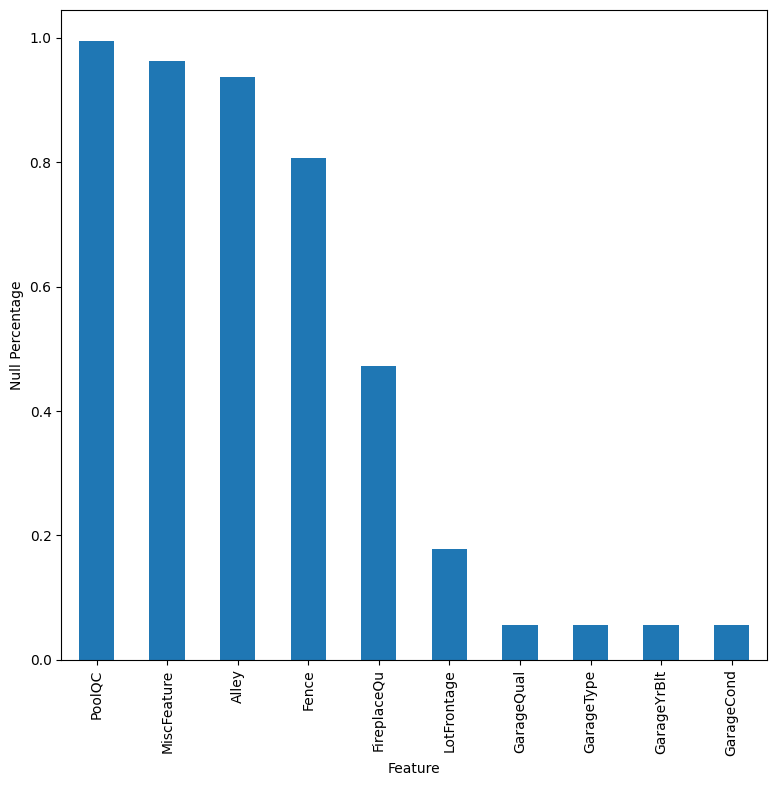 1.0
0.8
0.6
0.4
0.2
0.0
Null Percentage
PoolQC
MiscFeature
Alley
Fence
FireplaceQu
LotFrontage
GarageQual
GarageType
GarageYrBlt
GarageCond
Feature